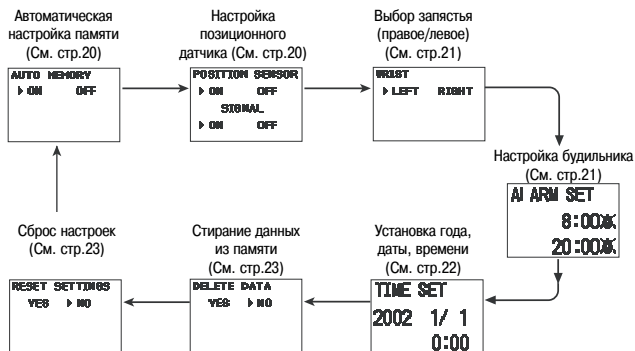 Автоматическая
настройка памяти
(См. стр.20)
AUTO MEMORY
ON OFF
Настройка
позиционного
датчика (См. стр.20)
POSITION SENSOR
ON OFF
SIGNAL
ON OFF
Выбор запястья
(правое/левое)
(См. стр.21)
WRIST
LEFT RIGHT
Настройка будильника
(См. стр.21)
ALARM SET
8:00
20:00
Установка года,
даты, времени
(См. стр.22)
TIME SET
2002 1/ 1
0:00
Стирание данных
из памяти
(См. стр.23)
DELETE DATA
YES NO
Сброс настроек
(См. стр.23)
RESET SETTINGS
YES NO